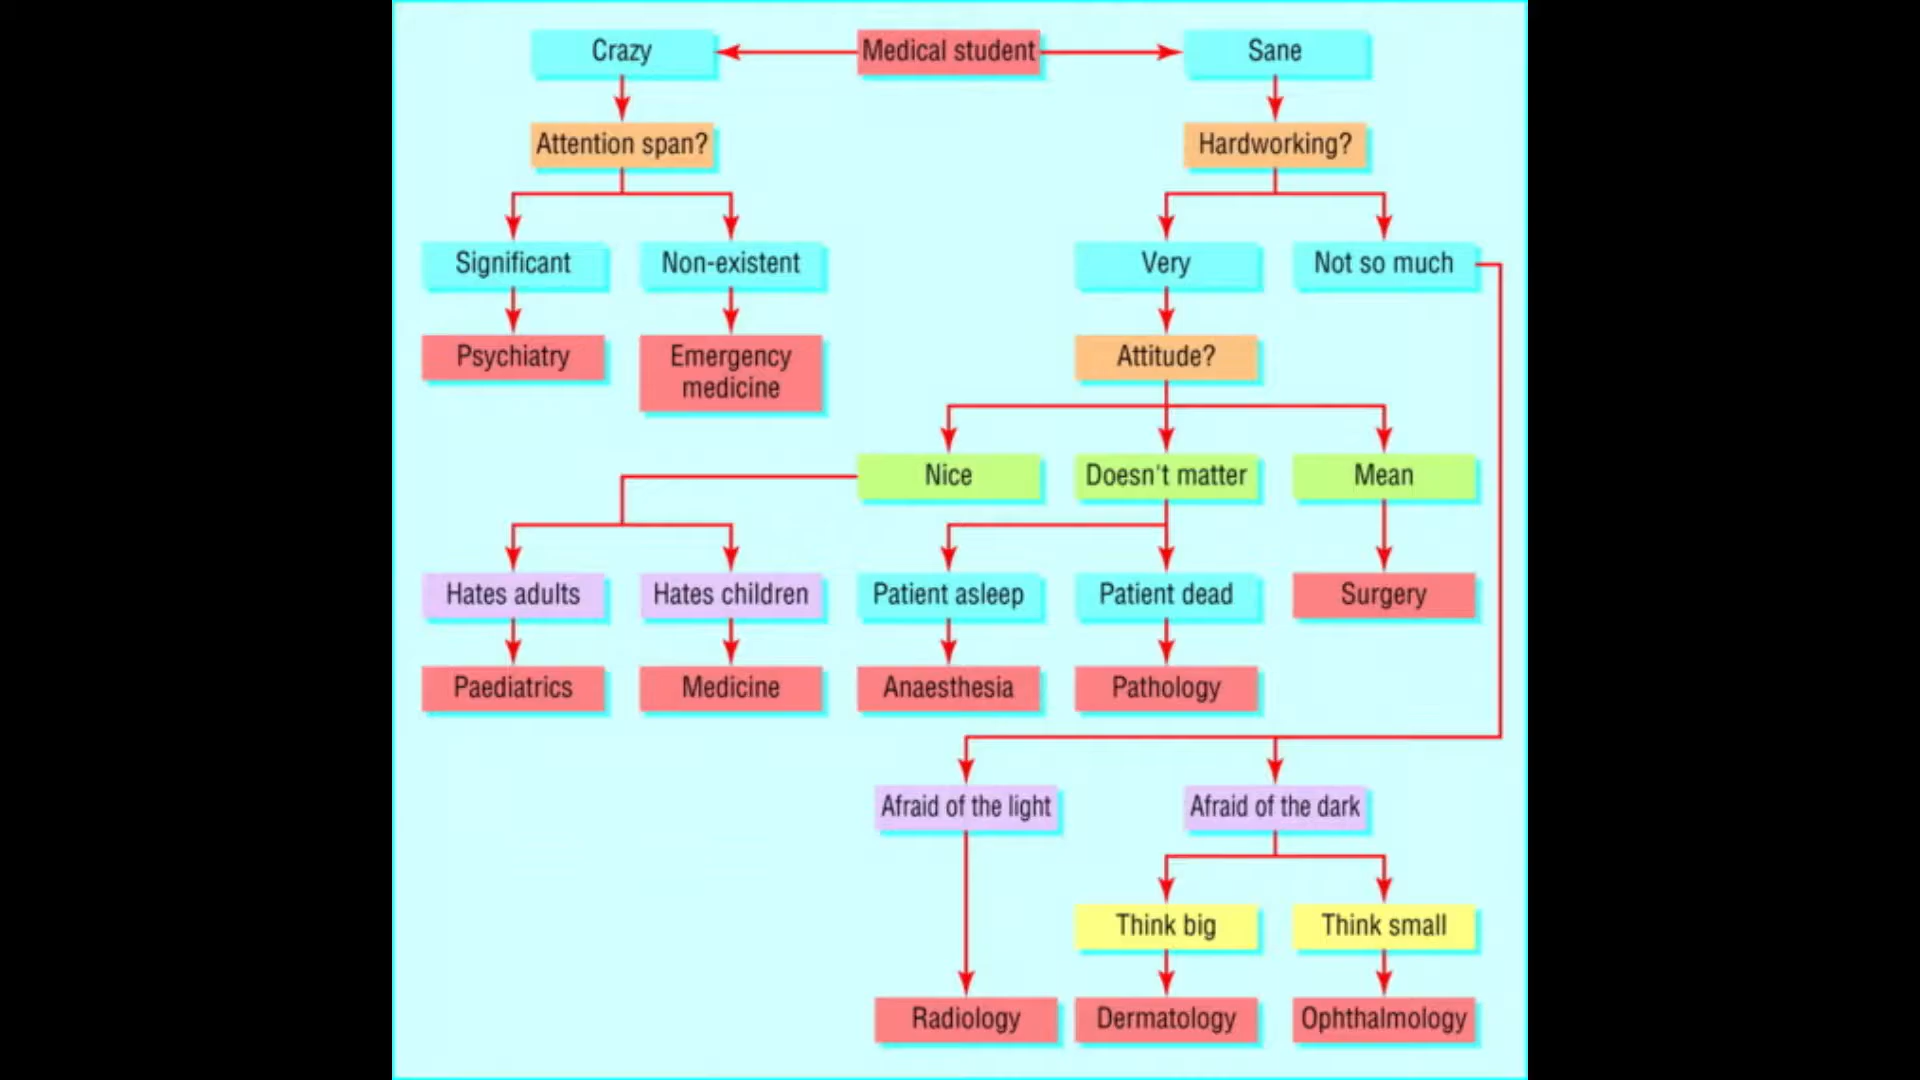 Crazy
Medical student
Sane
Attention span?
Hardworking?
Significant
Non-existent
Very
Not so much
Psychiatry
Emergency
medicine
Attitude?
Nice
Doesn't matter
Mean
Hates adults
Hates children
Patient asleep
Patient dead
Surgery
Paediatrics
Medicine
Anaesthesia
Pathology
Afraid of the light
Afraid of the dark
Think big
Think small
Radiology
Dermatology
Ophthalmology